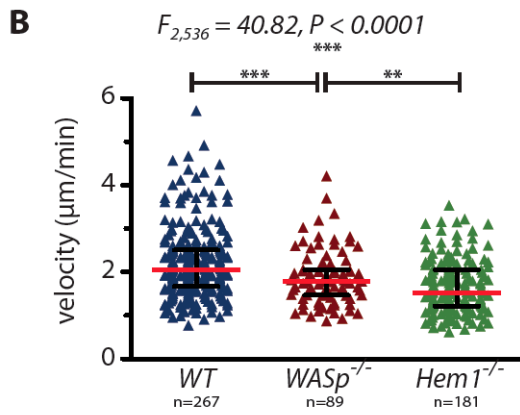 B
F2,536 = 40.82, P < 0.0001
***
*** **
6
4
2
0
velocity (µm/min)
WT WASp-/- Hem1-/-
n=267 n=89 n=181